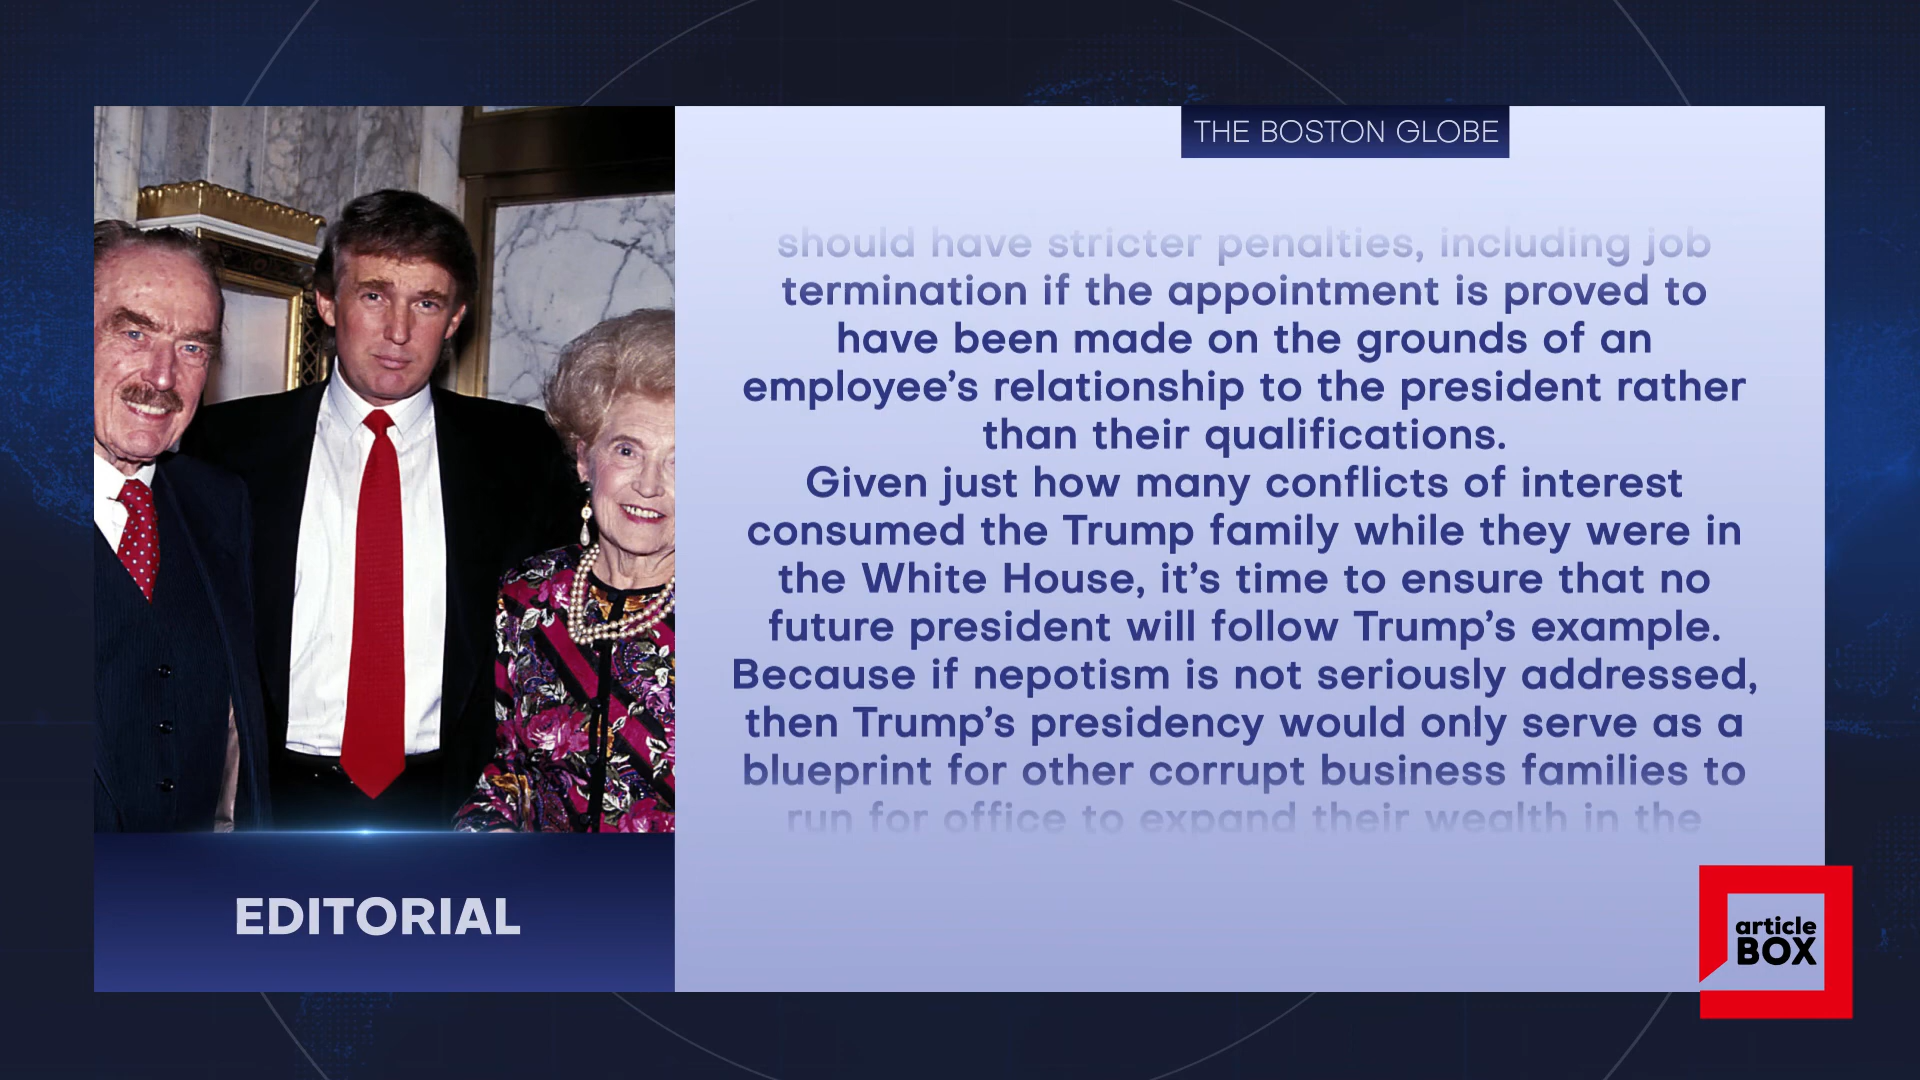 THE BOSTON GLOBE
should have stricter penalties, including job
termination if the appointment is proved to
have been made on the grounds of an
employee’s relationship to the president rather
than their qualifications.
Given just how many conflicts of interest
consumed the Trump family while they were in
the White House, it’s time to ensure that no
future president will follow Trump’s example.
Because if nepotism is not seriously addressed,
then Trump’s presidency would only serve as a
blueprint for other corrupt business families to
run for office to expand their wealth in the
EDITORIAL
article
BOX